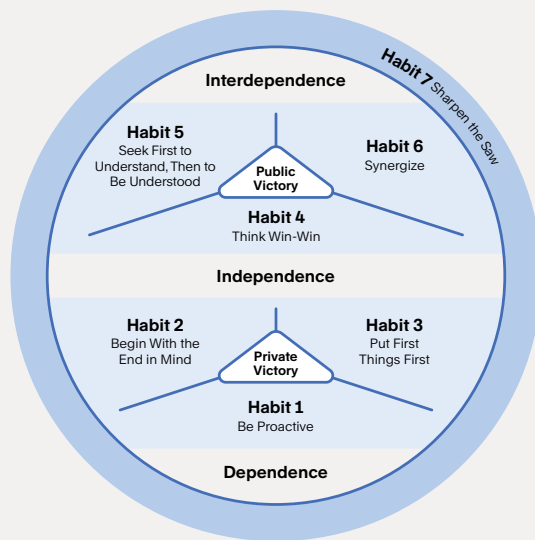 Interdependence
Habit 7 Sharpen the Saw
Habit 5
Seek First to
Understand, Then to
Be Understood
Habit 6
Synergize
Public
Victory
Habit 4
Think Win-Win
Independence
Habit 2
Begin With the
End in Mind
Habit 3
Put First
Things First
Private
Victory
Habit 1
Be Proactive
Dependence